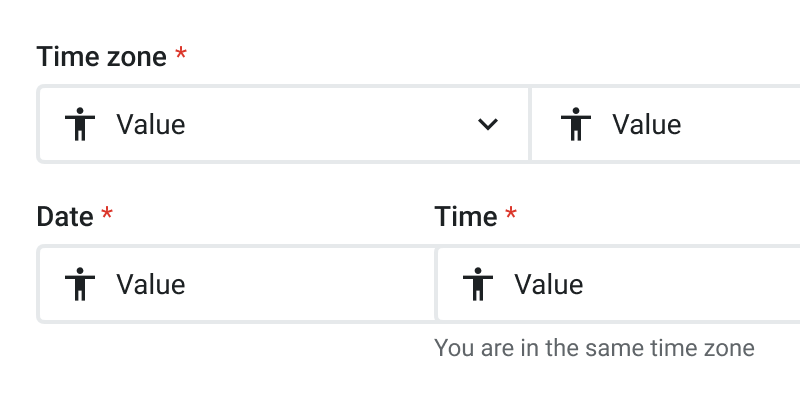 Time zone *
Value Value
Date * Time *
Value Value
You are in the same time zone